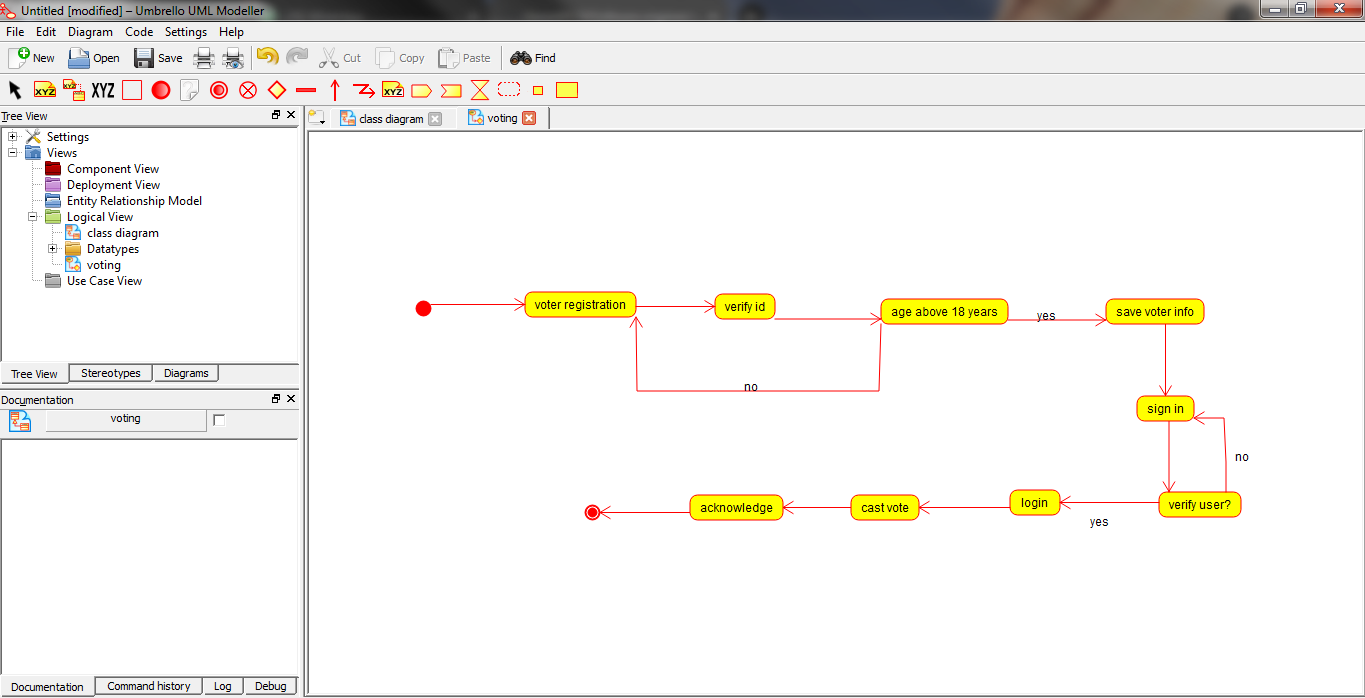 Untitled [modified] – Umbrello UML Modeller
File Edit Diagram Code Settings Help
New Open Save Cut Copy Paste Find
XYZ XYZ XYZ XYZ
Tree View
class diagram voting
Settings
Views
Component View
Deployment View
Entity Relationship Model
Logical View
class diagram
Datatypes
voting
Use Case View
Tree View Stereotypes Diagrams
Documentation
voting
Documentation Command history Log Debug
voter registration
verify id
age above 18 years
yes
save voter info
no
sign in
no
verify user?
yes
login
cast vote
acknowledge